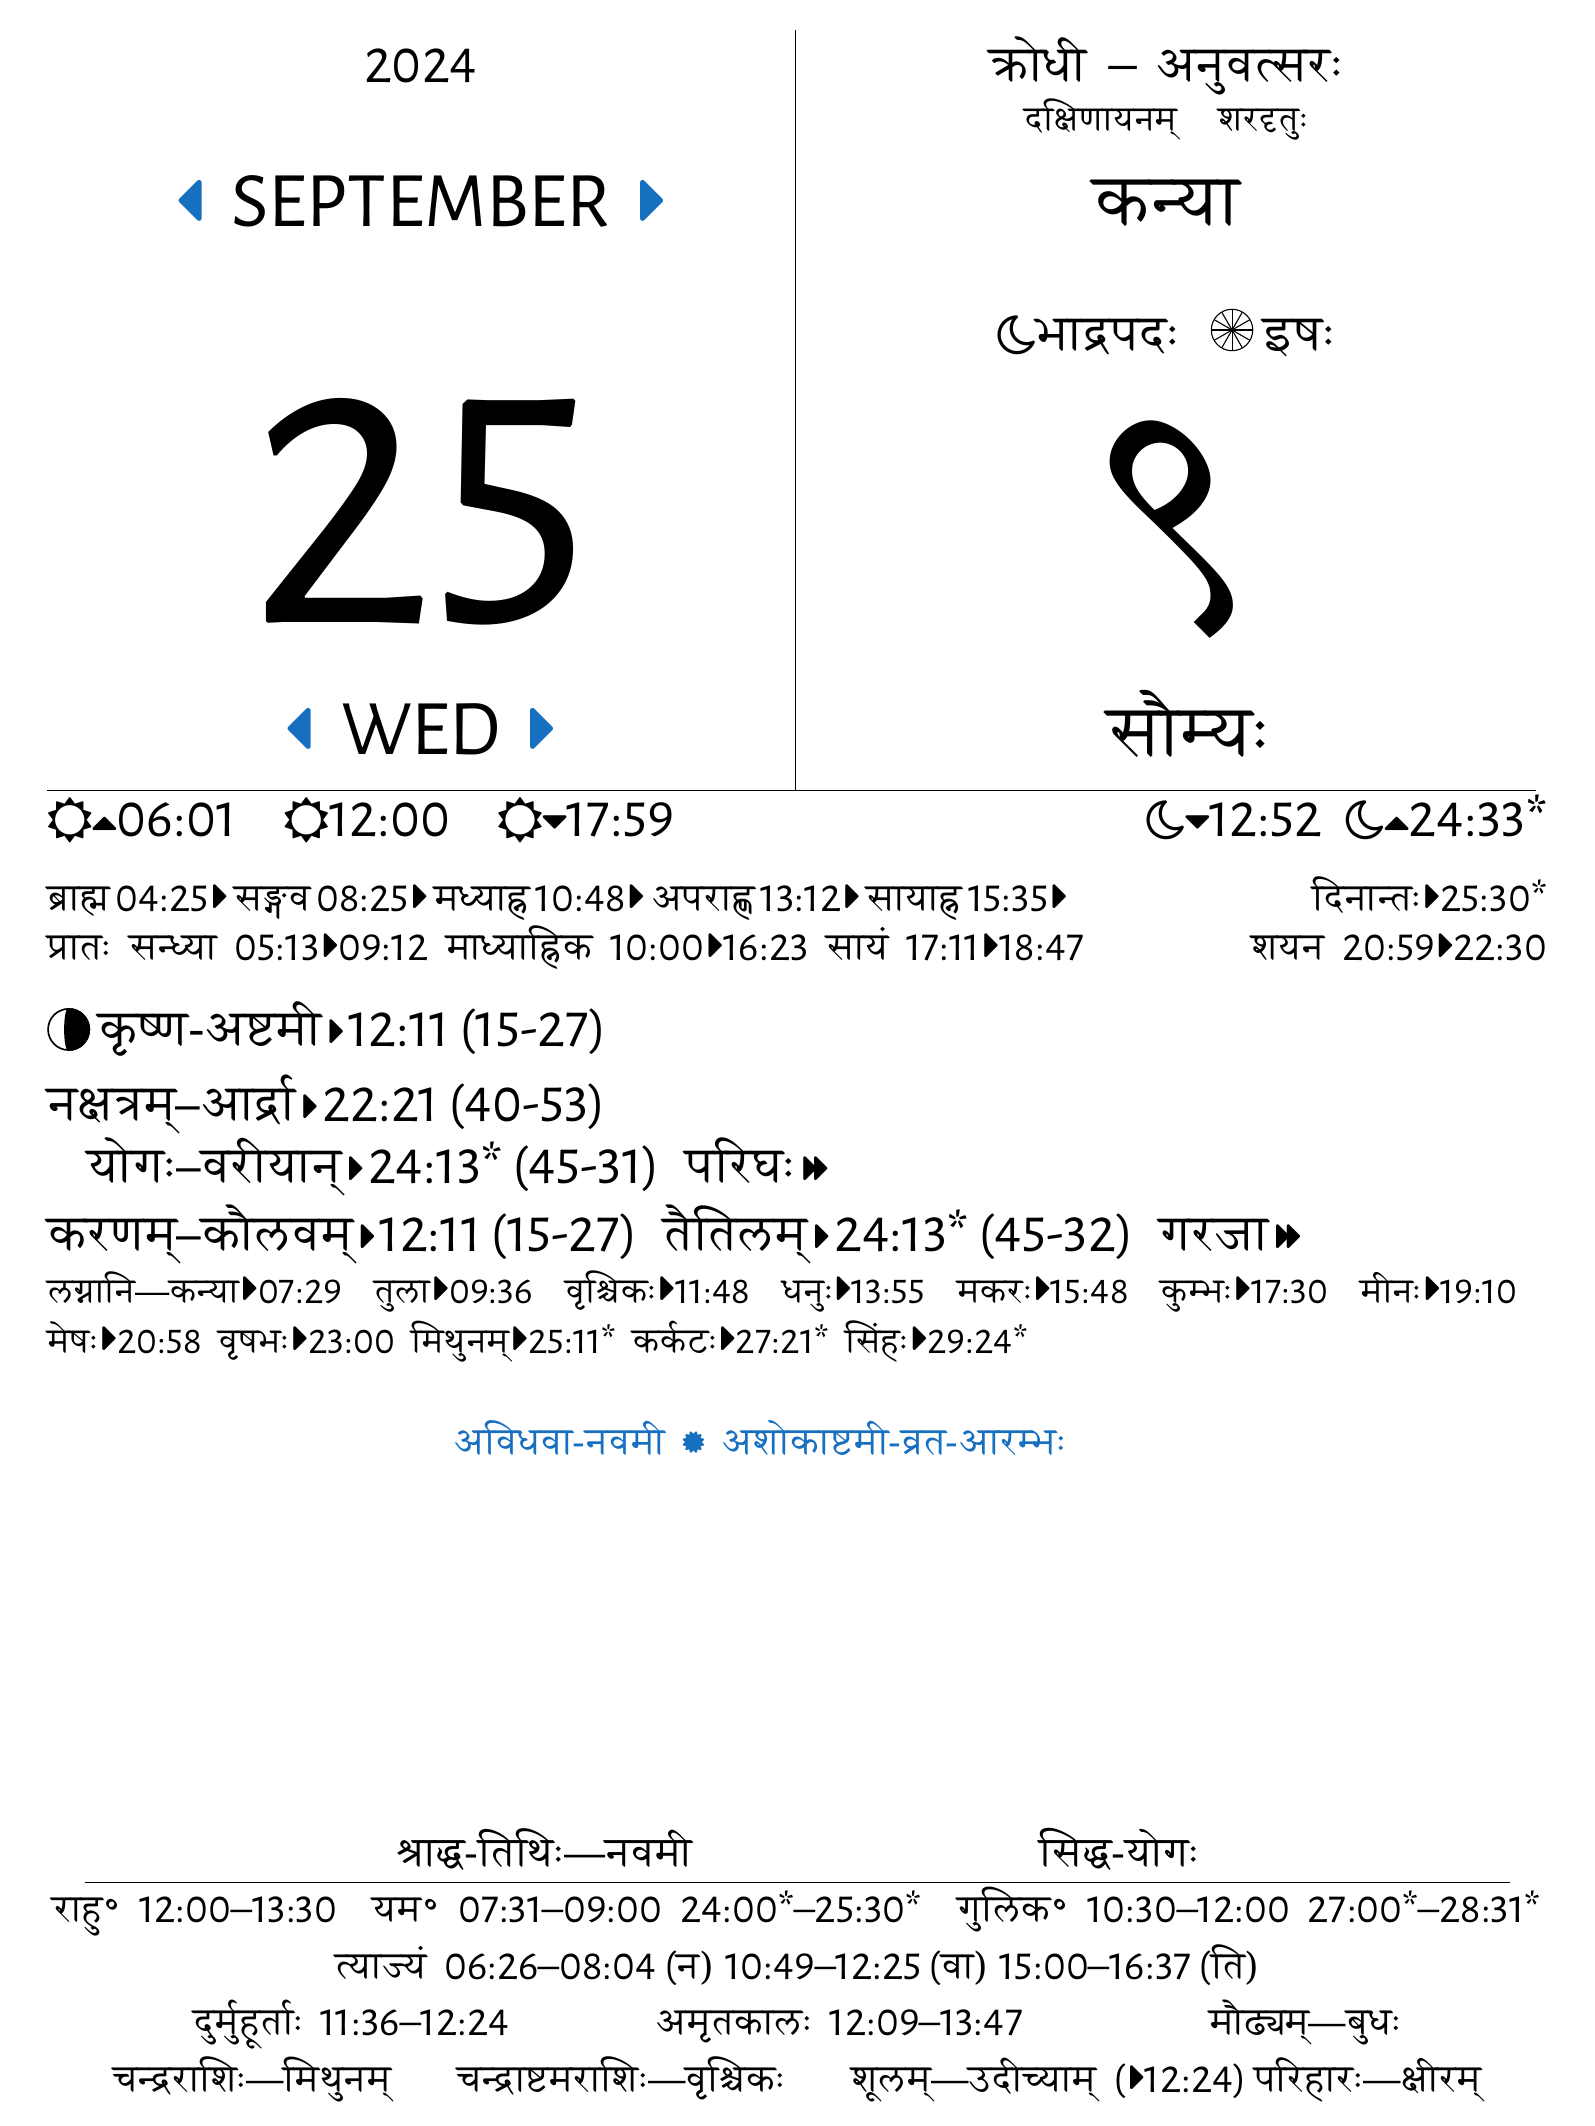 2024
SEPTEMBER
25
WED
क्रोधी – अनुवत्सरः
दक्षिणायनम् शरदृतुः
कन्या
भाद्रपदः इषः
९
सौम्यः
06:01 12:00 17:59 12:52 24:33*
ब्राह्म 04:25 सङ्गव 08:25 मध्याह्न 10:48 अपराह्ण 13:12 सायाह्न 15:35 दिनान्तः 25:30*
प्रातः सन्ध्या 05:13 09:12 माध्याह्निक 10:00 16:23 सायं 17:11 18:47 शयन 20:59 22:30
कृष्ण-अष्टमी 12:11 (15-27)
नक्षत्रम्–आर्द्रा 22:21 (40-53)
योगः–वरीयान् 24:13* (45-31) परिघः
करणम्–कौलवम् 12:11 (15-27) तैतिलम् 24:13* (45-32) गरजा
लग्नानि—कन्या 07:29 तुला 09:36 वृश्चिकः 11:48 धनुः 13:55 मकरः 15:48 कुम्भः 17:30 मीनः 19:10
मेषः 20:58 वृषभः 23:00 मिथुनम् 25:11* कर्कटः 27:21* सिंहः 29:24*
अविधवा-नवमी ✹ अशोकाष्टमी-व्रत-आरम्भः
श्राद्ध-तिथिः—नवमी सिद्ध-योगः
राहु॰ 12:00–13:30 यम॰ 07:31–09:00 24:00*–25:30* गुलिक॰ 10:30–12:00 27:00*–28:31*
त्याज्यं 06:26–08:04 (न) 10:49–12:25 (वा) 15:00–16:37 (ति)
दुर्मुहूर्ताः 11:36–12:24 अमृतकालः 12:09–13:47 मौढ्यम्—बुधः
चन्द्रराशिः—मिथुनम् चन्द्राष्टमराशिः—वृश्चिकः शूलम्—उदीच्याम् (12:24) परिहारः—क्षीरम्